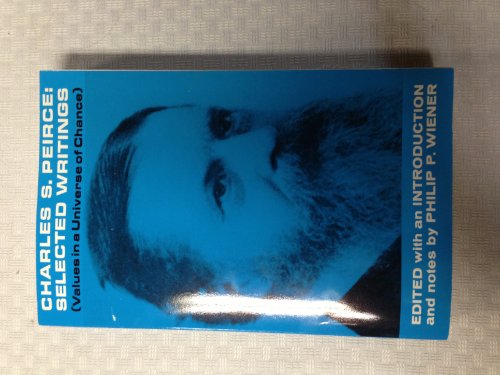 CHARLES S. PEIRCE:
SELECTED WRITINGS
(Values in a Universe of Chance)
EDITED with an INTRODUCTION
and notes by PHILIP P. WIENER